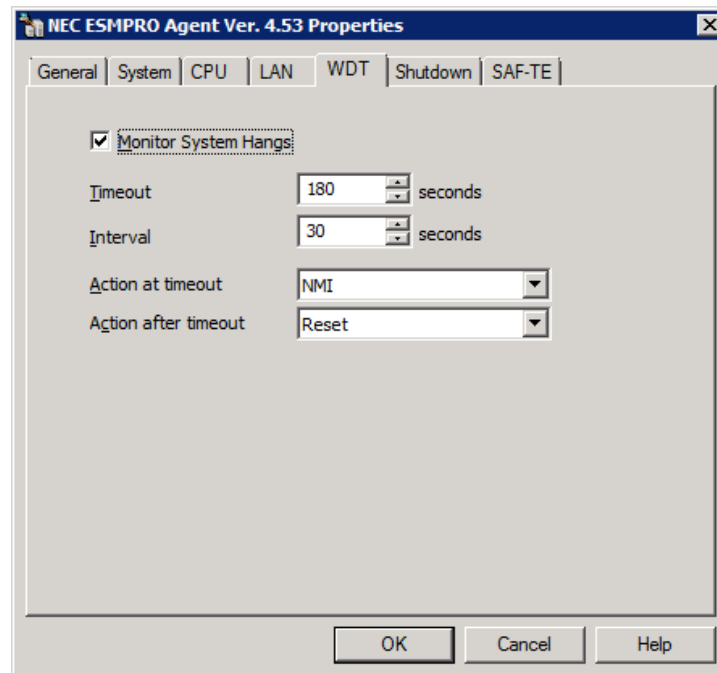 NEC ESMPRO Agent Ver. 4.53 Properties
General System CPU LAN WDT Shutdown SAF-TE
Monitor System Hangs
Timeout 180 seconds
Interval 30 seconds
Action at timeout NMI
Action after timeout Reset
OK Cancel Help